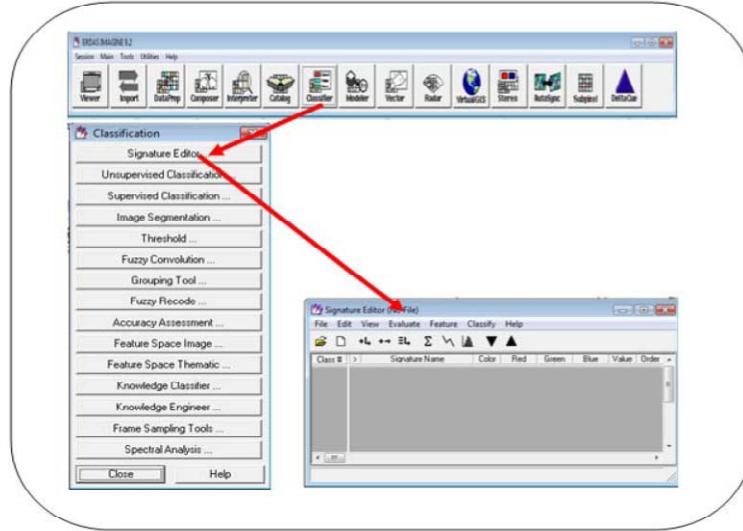 ERDAS IMAGINE 9.2
Session Main Tools Utilities Help
Viewer Import DataPrep Composer Interpreter Catalog Classifier Modeler Vector Radar VirtualGIS Stereo AutoSync Subpixel DeltaCue
Classification
Signature Editor ...
Unsupervised Classification ...
Supervised Classification ...
Image Segmentation ...
Threshold ...
Fuzzy Convolution ...
Grouping Tool ...
Fuzzy Recode ...
Accuracy Assessment ...
Feature Space Image ...
Feature Space Thematic ...
Knowledge Classifier ...
Knowledge Engineer ...
Frame Sampling Tools ...
Spectral Analysis ...
Close Help
Signature Editor (No File)
File Edit View Evaluate Feature Classify Help
Class # > Signature Name Color Red Green Blue Value Order